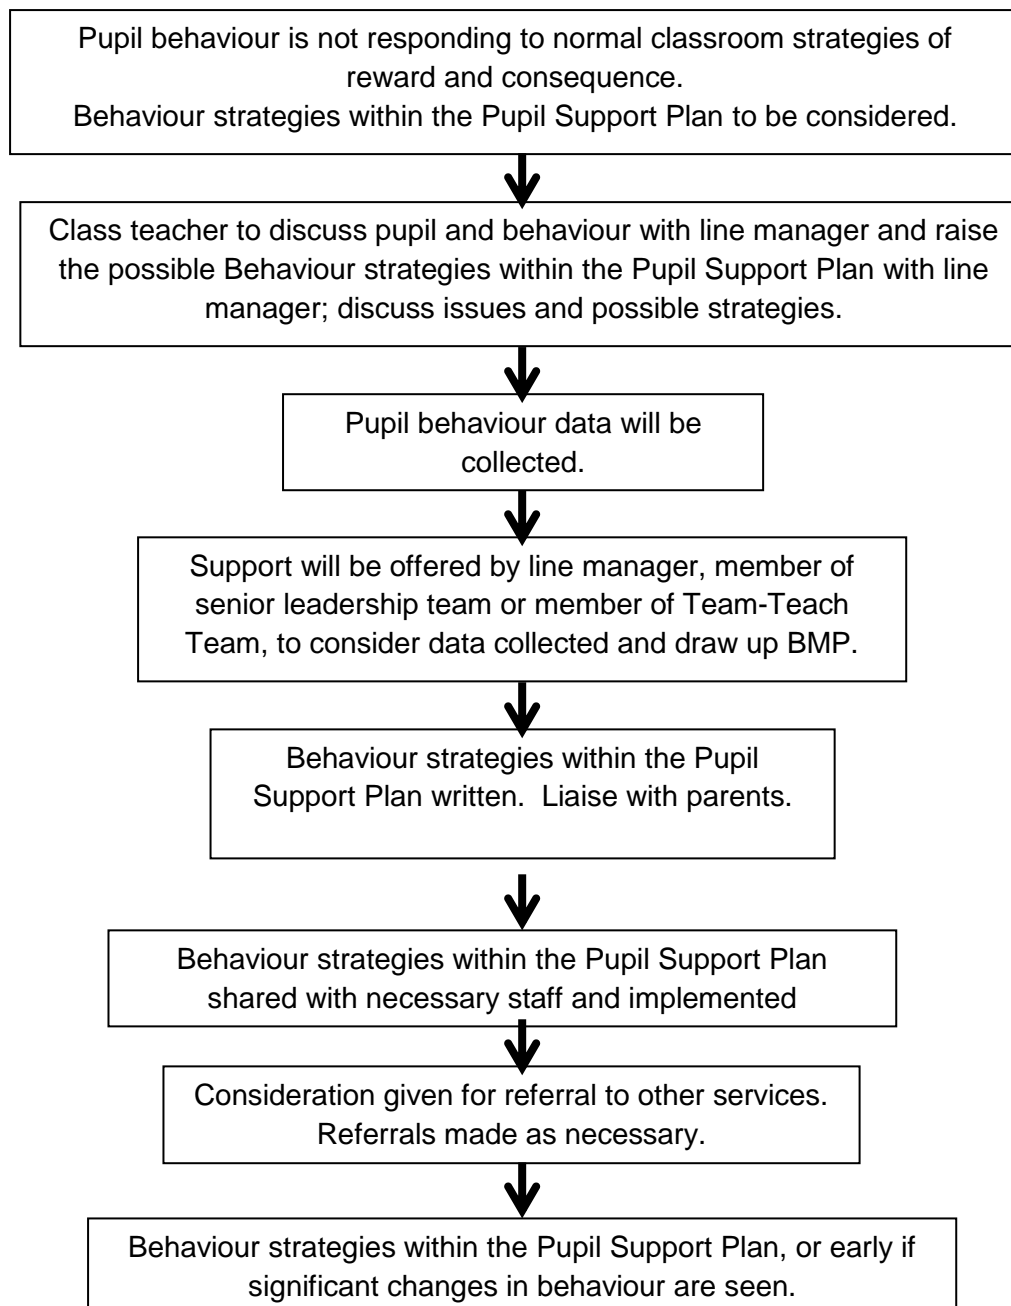 Pupil behaviour is not responding to normal classroom strategies of
reward and consequence.
Behaviour strategies within the Pupil Support Plan to be considered.
Class teacher to discuss pupil and behaviour with line manager and raise
the possible Behaviour strategies within the Pupil Support Plan with line
manager; discuss issues and possible strategies.
Pupil behaviour data will be
collected.
Support will be offered by line manager, member of
senior leadership team or member of Team-Teach
Team, to consider data collected and draw up BMP.
Behaviour strategies within the Pupil
Support Plan written.  Liaise with parents.
Behaviour strategies within the Pupil Support Plan
shared with necessary staff and implemented
Consideration given for referral to other services.
Referrals made as necessary.
Behaviour strategies within the Pupil Support Plan, or early if
significant changes in behaviour are seen.